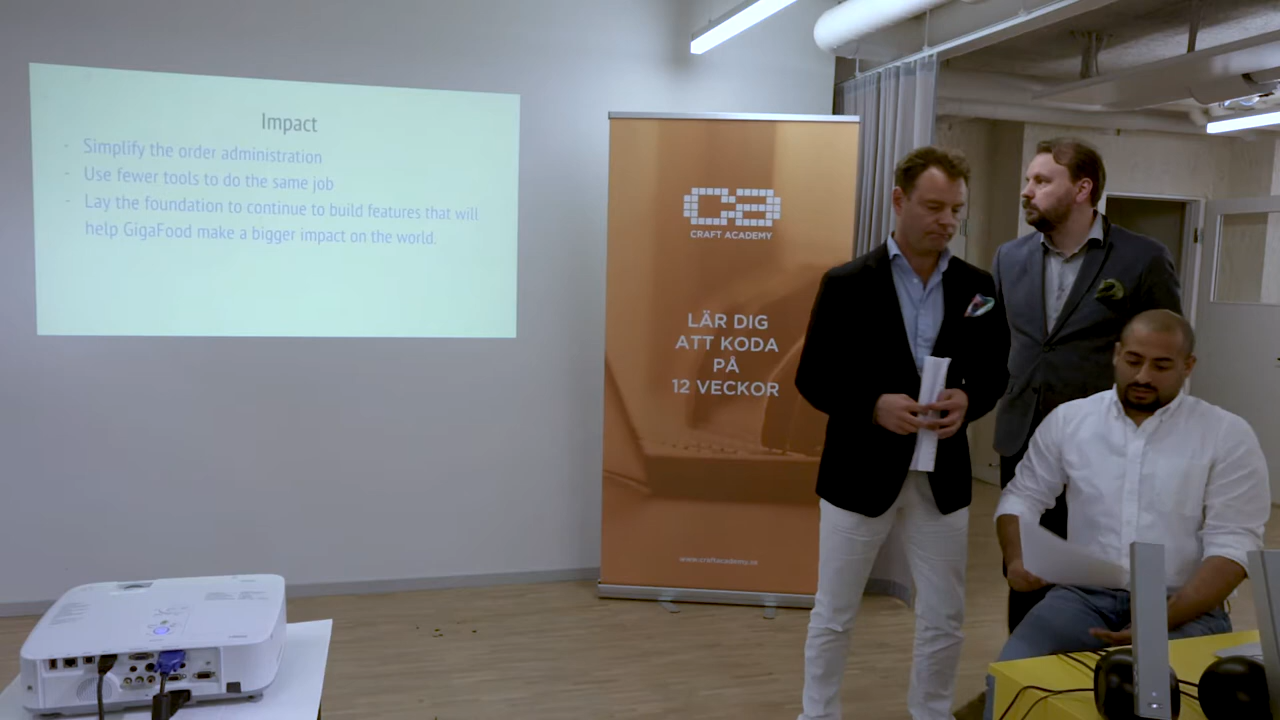 Impact
- Simplify the order administration
- Use fewer tools to do the same job
- Lay the foundation to continue to build features that will
help GigaFood make a bigger impact on the world.
ca
CRAFT ACADEMY
LÄR DIG
ATT KODA
PÅ
12 VECKOR
www.craftacademy.se